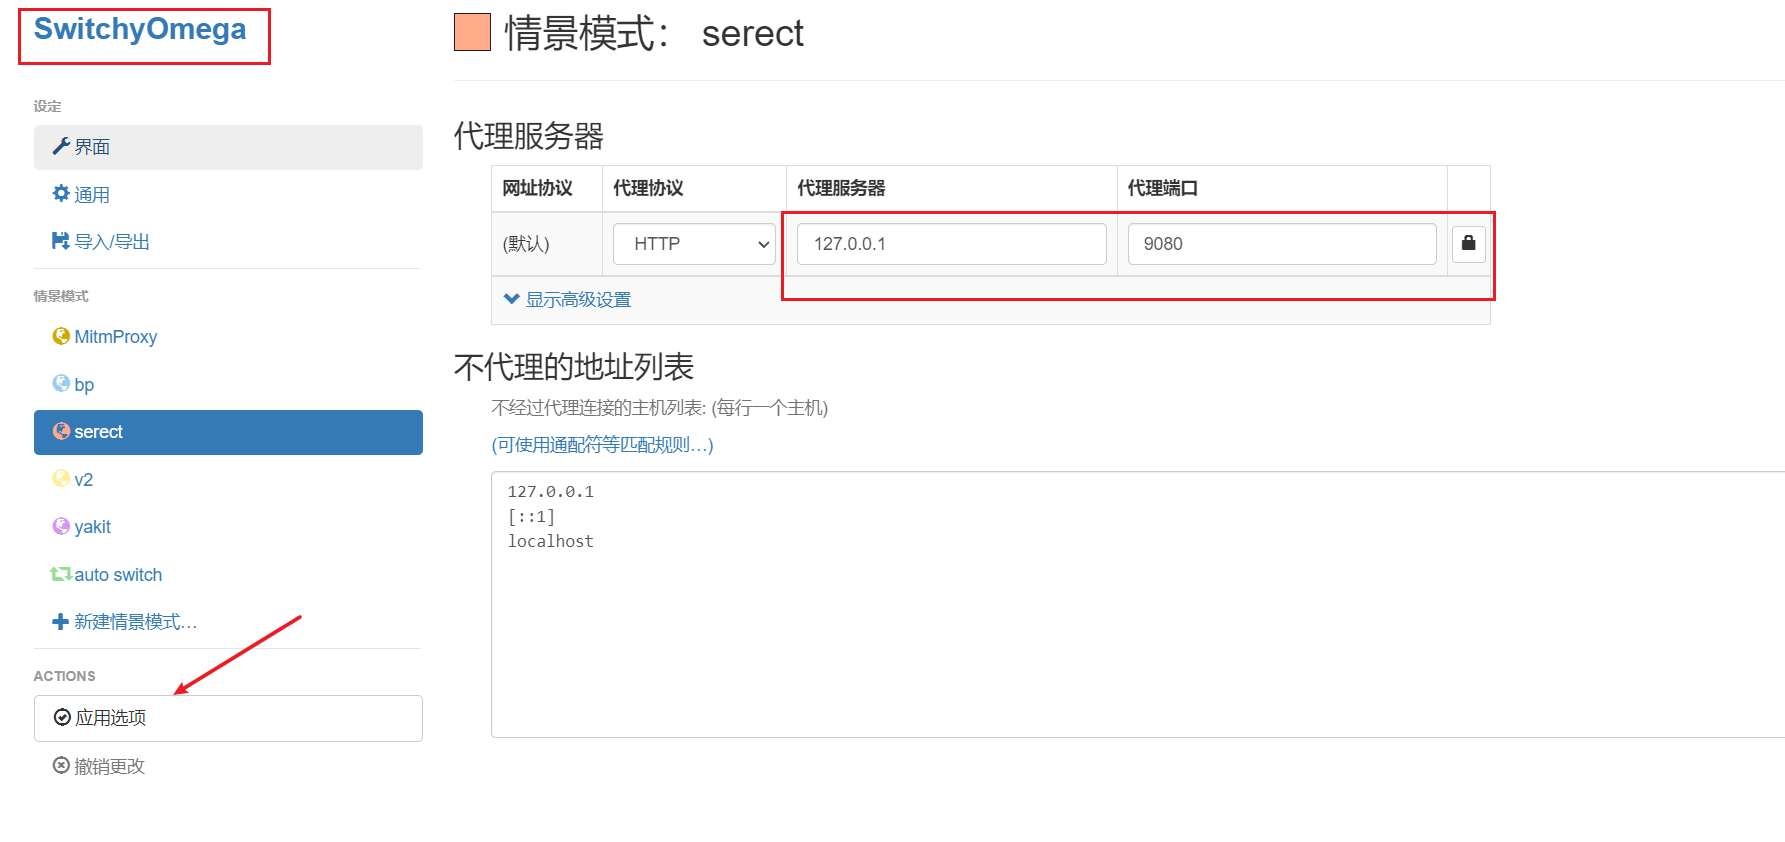 SwitchyOmega
设定
界面
通用
导入/导出
情景模式
MitmProxy
bp
serect
v2
yakit
auto switch
新建情景模式…
ACTIONS
应用选项
撤销更改
情景模式： serect
代理服务器
网址协议 代理协议 代理服务器 代理端口
(默认) HTTP 127.0.0.1 9080
显示高级设置
不代理的地址列表
不经过代理连接的主机列表: (每行一个主机)
(可使用通配符等匹配规则…)
127.0.0.1
[::1]
localhost